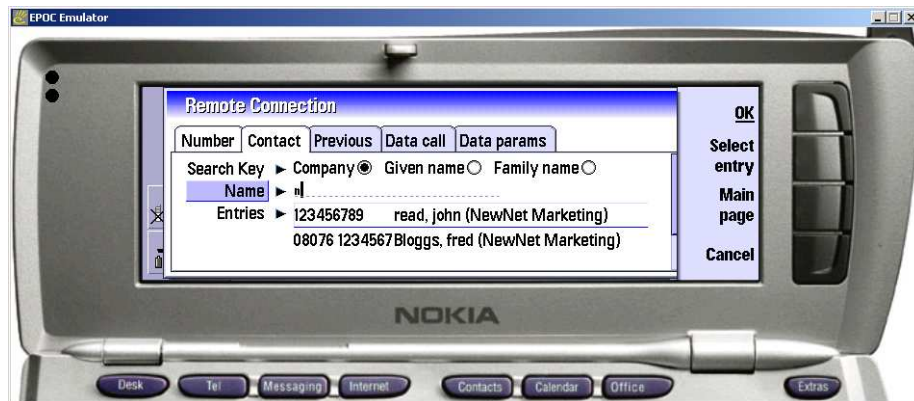 EPOC Emulator
Remote Connection
Number Contact Previous Data call Data params
Search Key Company Given name Family name
Name n
Entries 123456789 read, john (NewNet Marketing)
08076 1234567 Bloggs, fred (NewNet Marketing)
OK
Select
entry
Main
page
Cancel
NOKIA
Desk Tel Messaging Internet Contacts Calendar Office Extras